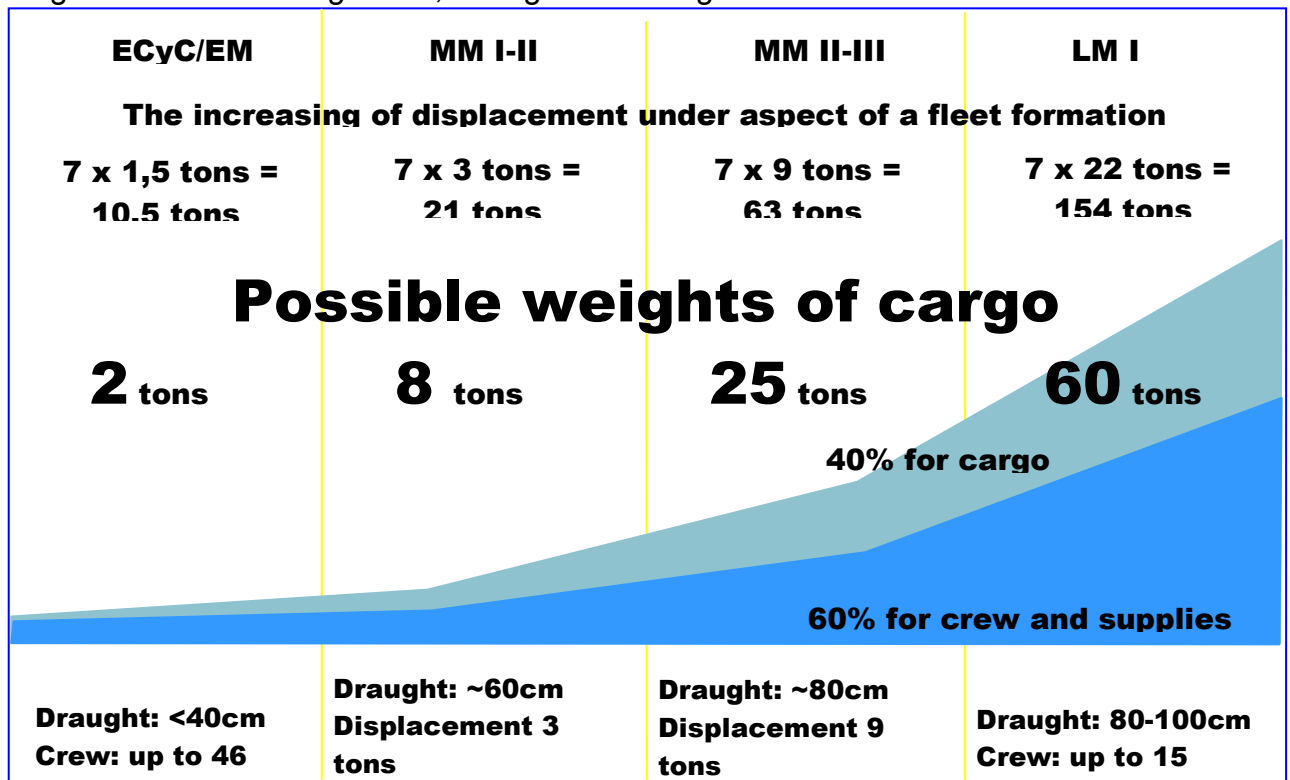 ECyC/EM MM I-II MM II-III LM I
The increasing of displacement under aspect of a fleet formation
7 x 1,5 tons =
10,5 tons
7 x 3 tons =
21 tons
7 x 9 tons =
63 tons
7 x 22 tons =
154 tons
Possible weights of cargo
2 tons 8 tons 25 tons 60 tons
40% for cargo
60% for crew and supplies
Draught: <40cm
Crew: up to 46
Draught: ~60cm
Displacement 3
tons
Draught: ~80cm
Displacement 9
tons
Draught: 80-100cm
Crew: up to 15